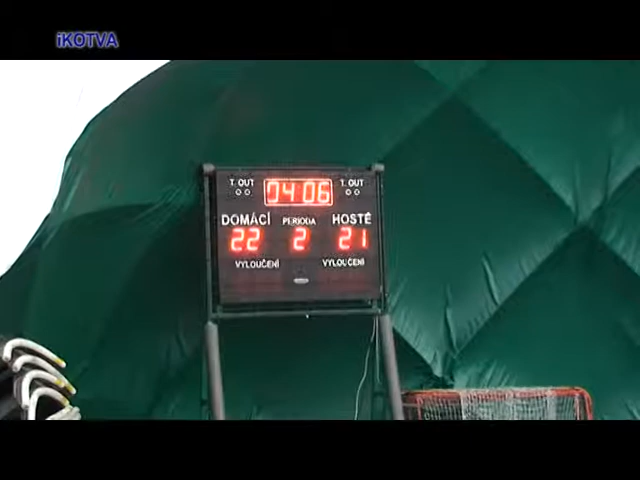 iKOTVA
T. OUT 04:06 T. OUT
DOMÁCÍ PERIODA HOSTÉ
22 2 21
VYLOUČENÍ VYLOUČENÍ